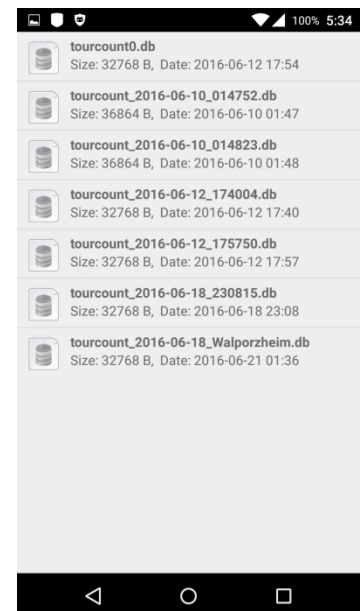 100% 5:34
tourcount0.db
Size: 32768 B, Date: 2016-06-12 17:54
tourcount_2016-06-10_014752.db
Size: 36864 B, Date: 2016-06-10 01:47
tourcount_2016-06-10_014823.db
Size: 36864 B, Date: 2016-06-10 01:48
tourcount_2016-06-12_174004.db
Size: 32768 B, Date: 2016-06-12 17:40
tourcount_2016-06-12_175750.db
Size: 32768 B, Date: 2016-06-12 17:57
tourcount_2016-06-18_230815.db
Size: 32768 B, Date: 2016-06-18 23:08
tourcount_2016-06-18_Walporzheim.db
Size: 32768 B, Date: 2016-06-21 01:36